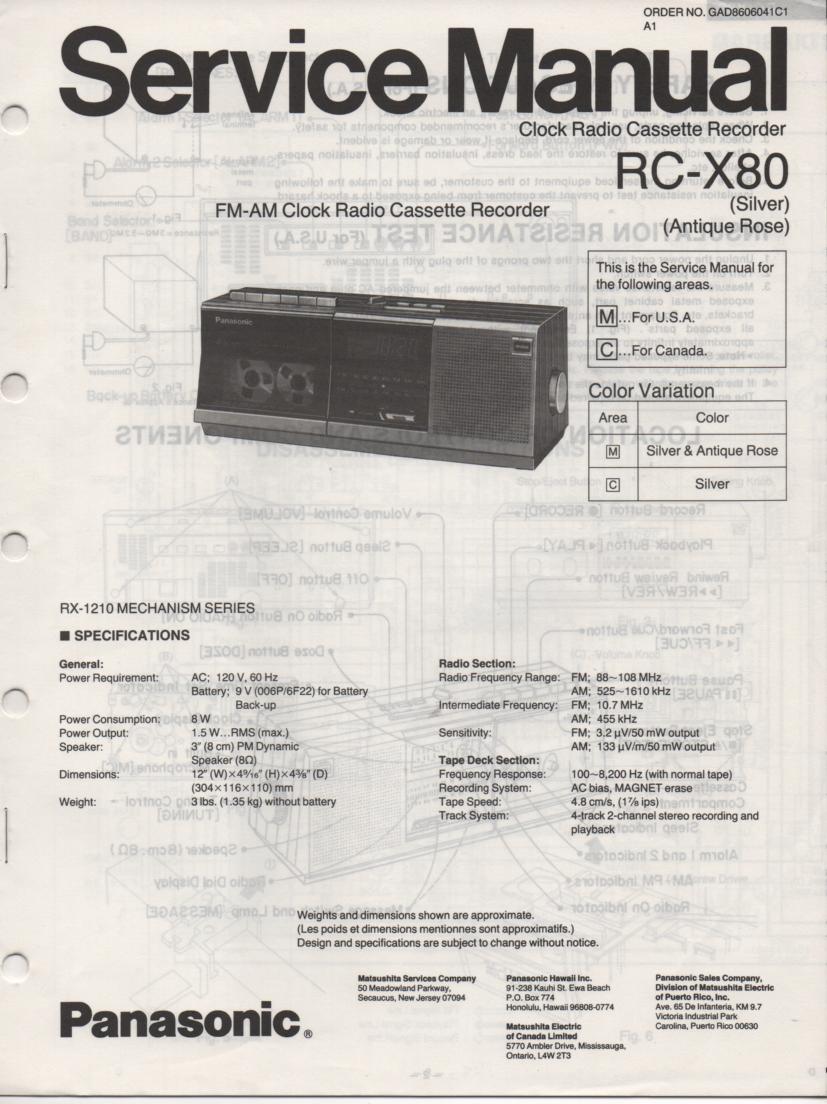 ORDER NO. GAD8606041C1
A1
Service Manual
Clock Radio Cassette Recorder
RC-X80
(Silver)
(Antique Rose)
FM-AM Clock Radio Cassette Recorder
This is the Service Manual for
the following areas.
M...For U.S.A.
C...For Canada.
Panasonic
Color Variation
Area Color
M Silver & Antique Rose
C Silver
RX-1210 MECHANISM SERIES
■ SPECIFICATIONS
General:
Power Requirement: AC; 120 V, 60 Hz
Battery; 9 V (006P/6F22) for Battery
Back-up
Power Consumption: 8 W
Power Output: 1.5 W...RMS (max.)
Speaker: 3" (8 cm) PM Dynamic
Speaker (8Ω)
Dimensions: 12" (W)×4⁹⁄₁₆" (H)×4³⁄₈" (D)
(304×116×110) mm
Weight: 3 lbs. (1.35 kg) without battery
Radio Section:
Radio Frequency Range: FM; 88~108 MHz
AM; 525~1610 kHz
Intermediate Frequency: FM; 10.7 MHz
AM; 455 kHz
Sensitivity: FM; 3.2 μV/50 mW output
AM; 133 μV/m/50 mW output
Tape Deck Section:
Frequency Response: 100~8,200 Hz (with normal tape)
Recording System: AC bias, MAGNET erase
Tape Speed: 4.8 cm/s, (1⅞ ips)
Track System: 4-track 2-channel stereo recording and
playback
Weights and dimensions shown are approximate.
(Les poids et dimensions mentionnes sont approximatifs.)
Design and specifications are subject to change without notice.
Panasonic®
Matsushita Services Company
50 Meadowland Parkway,
Secaucus, New Jersey 07094
Panasonic Hawaii Inc.
91-238 Kauhi St. Ewa Beach
P.O. Box 774
Honolulu, Hawaii 96808-0774
Matsushita Electric
of Canada Limited
5770 Ambler Drive, Mississauga,
Ontario, L4W 2T3
Panasonic Sales Company,
Division of Matsushita Electric
of Puerto Rico, Inc.
Ave. 65 De Infanteria, KM 9.7
Victoria Industrial Park
Carolina, Puerto Rico 00630